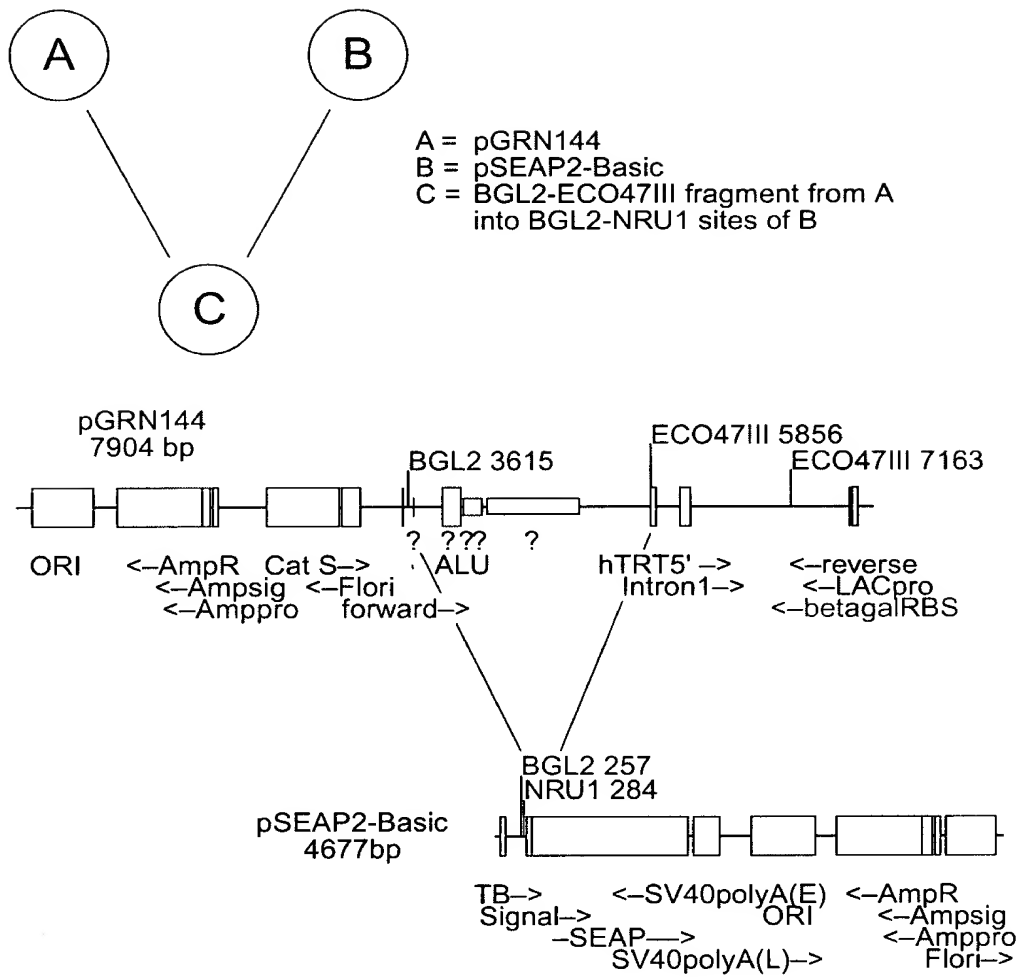 A
B
A = pGRN144
B = pSEAP2-Basic
C = BGL2-ECO47III fragment from A
into BGL2-NRU1 sites of B
C
pGRN144
7904 bp
ECO47III 5856
ECO47III 7163
BGL2 3615
? ? ?? ?
ORI <–AmpR Cat S–> ALU hTRT5' –> <–reverse
<–Ampsig <–Flori Intron1–> <–LACpro
<–Amppro forward–> <–betagalRBS
BGL2 257
NRU1 284
pSEAP2-Basic
4677bp
TB–> <–SV40polyA(E) <–AmpR
Signal–> ORI <–Ampsig
–SEAP––> <–Amppro
SV40polyA(L)–> Flori–>